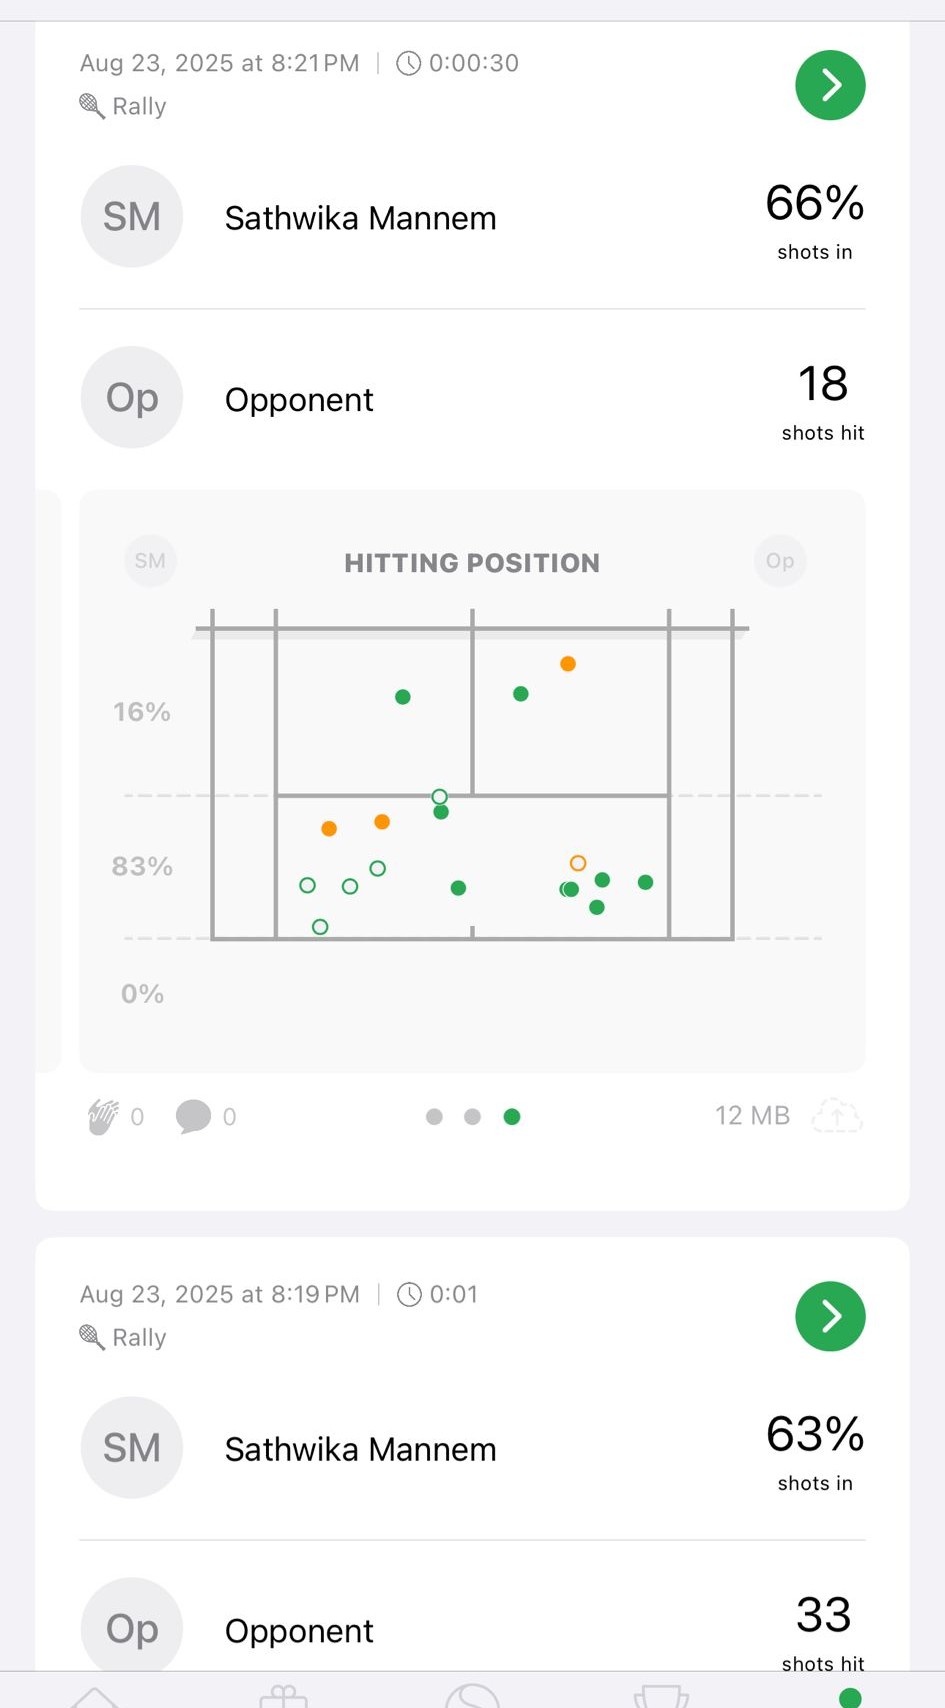 Aug 23, 2025 at 8:21 PM | 0:00:30
Rally
SM Sathwika Mannem 66%
shots in
Op Opponent 18
shots hit
SM HITTING POSITION Op
16%
83%
0%
0 0 12 MB
Aug 23, 2025 at 8:19 PM | 0:01
Rally
SM Sathwika Mannem 63%
shots in
Op Opponent 33
shots hit